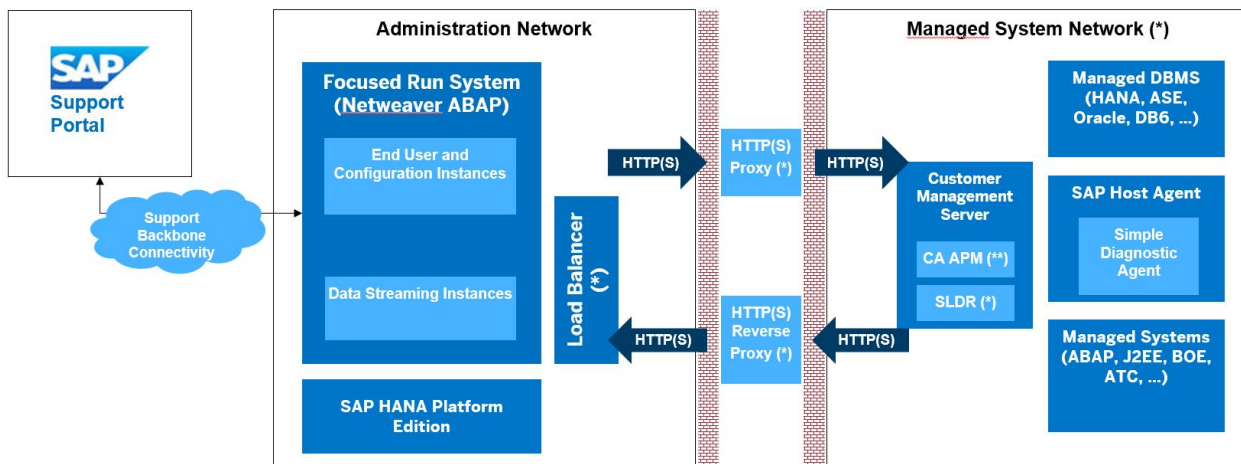 SAP
Support
Portal
Support
Backbone
Connectivity
Administration Network
Focused Run System
(Netweaver ABAP)
End User and
Configuration Instances
Data Streaming Instances
SAP HANA Platform
Edition
Load Balancer
(*)
HTTP(S)
HTTP(S)
HTTP(S)
Proxy (*)
HTTP(S)
Reverse
Proxy (*)
HTTP(S)
HTTP(S)
Managed System Network (*)
Customer
Management
Server
CA APM (**)
SLDR (*)
Managed DBMS
(HANA, ASE,
Oracle, DB6, ...)
SAP Host Agent
Simple
Diagnostic
Agent
Managed Systems
(ABAP, J2EE, BOE,
ATC, ...)